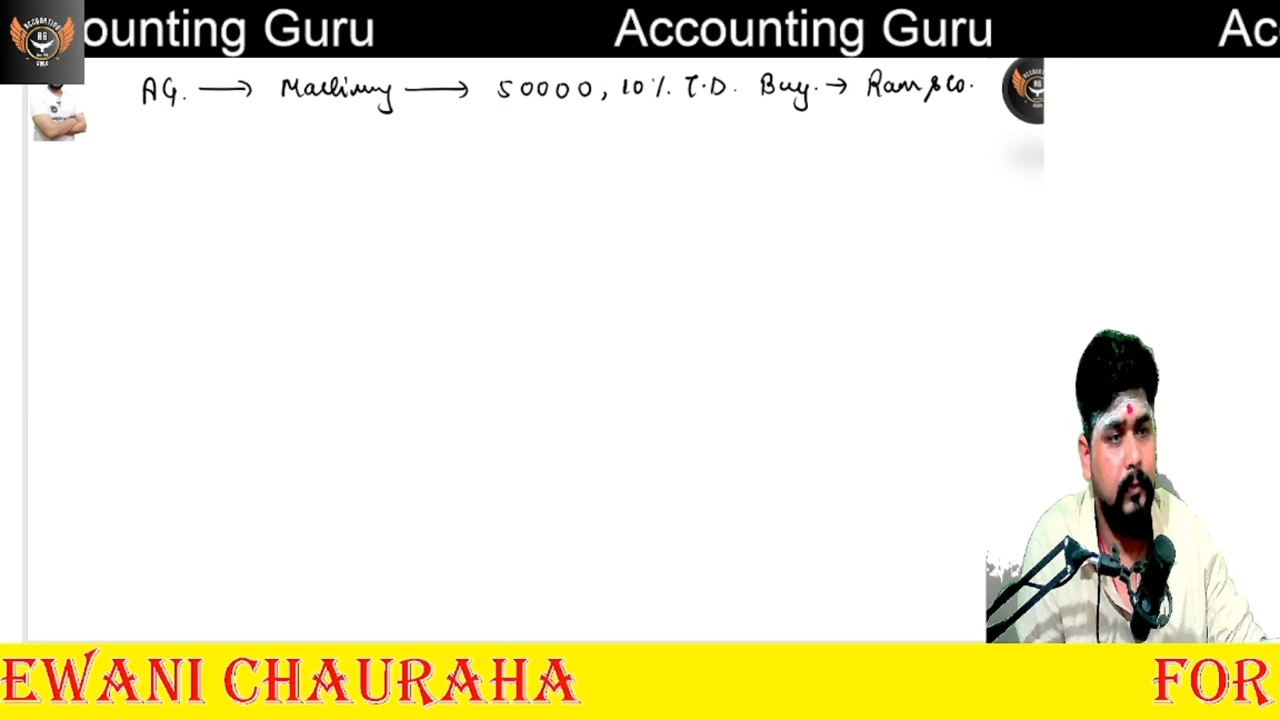 ounting Guru Accounting Guru Ac
AG. → Machinery → 50000, 10% T.D. Buy. → Ram & Co.
EWANI CHAURAHA FOR